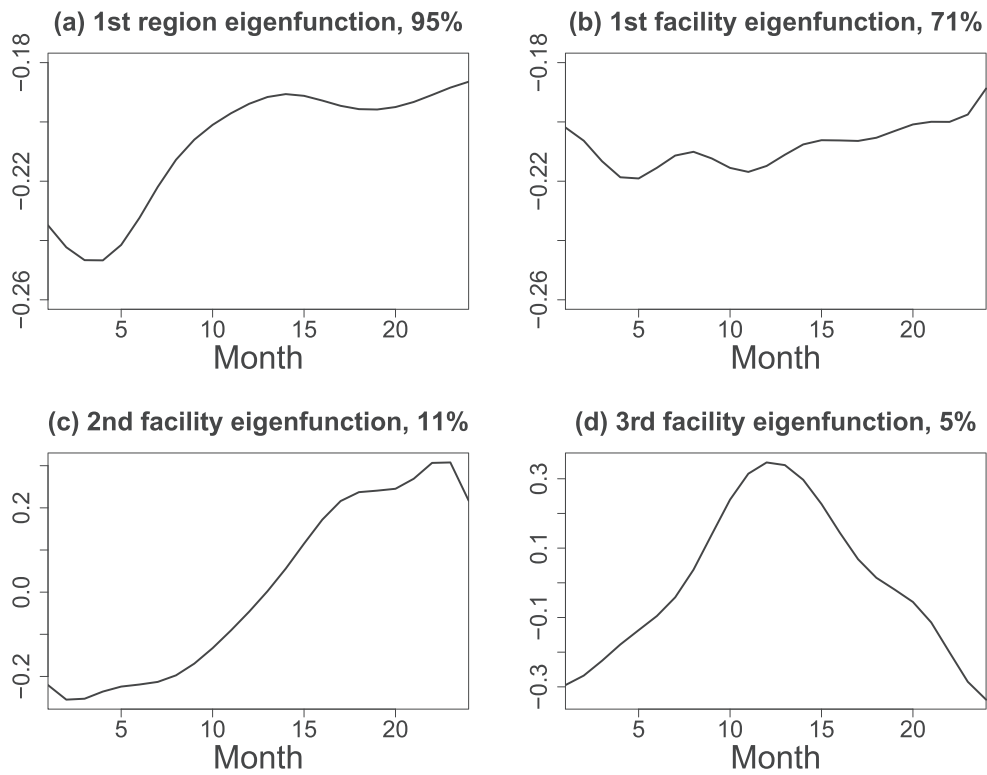 (a) 1st region eigenfunction, 95%
−0.18
−0.22
−0.26
5 10 15 20
Month
(b) 1st facility eigenfunction, 71%
−0.18
−0.22
−0.26
5 10 15 20
Month
(c) 2nd facility eigenfunction, 11%
0.2
0.0
−0.2
5 10 15 20
Month
(d) 3rd facility eigenfunction, 5%
0.3
0.1
−0.1
−0.3
5 10 15 20
Month